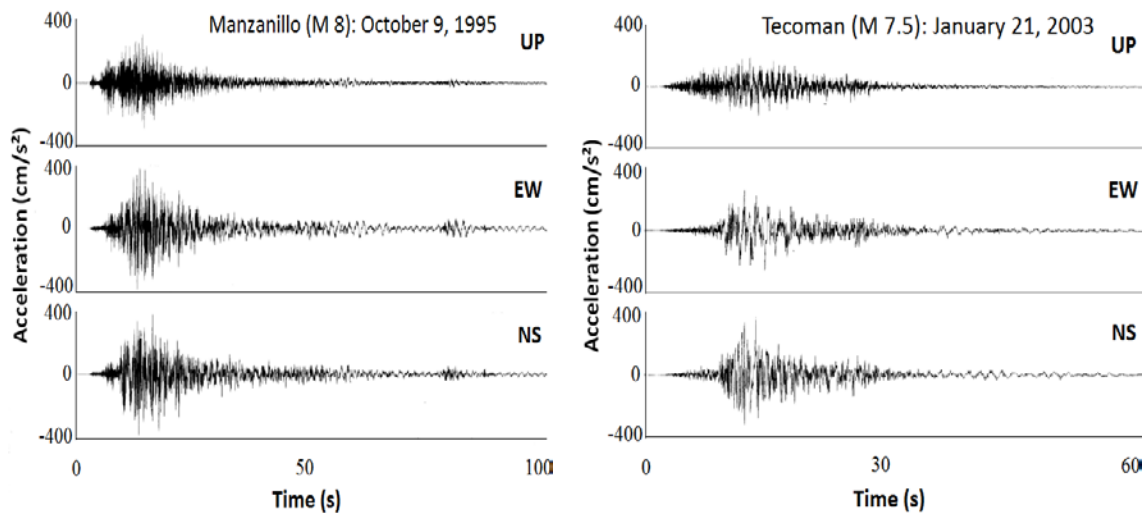 Manzanillo (M 8): October 9, 1995
400
UP
0
-400
400
EW
0
-400
400
NS
0
-400
Acceleration (cm/s²)
0
50
100
Time (s)
Tecoman (M 7.5): January 21, 2003
400
UP
0
-400
400
EW
0
-400
400
NS
0
-400
Acceleration (cm/s²)
0
30
60
Time (s)